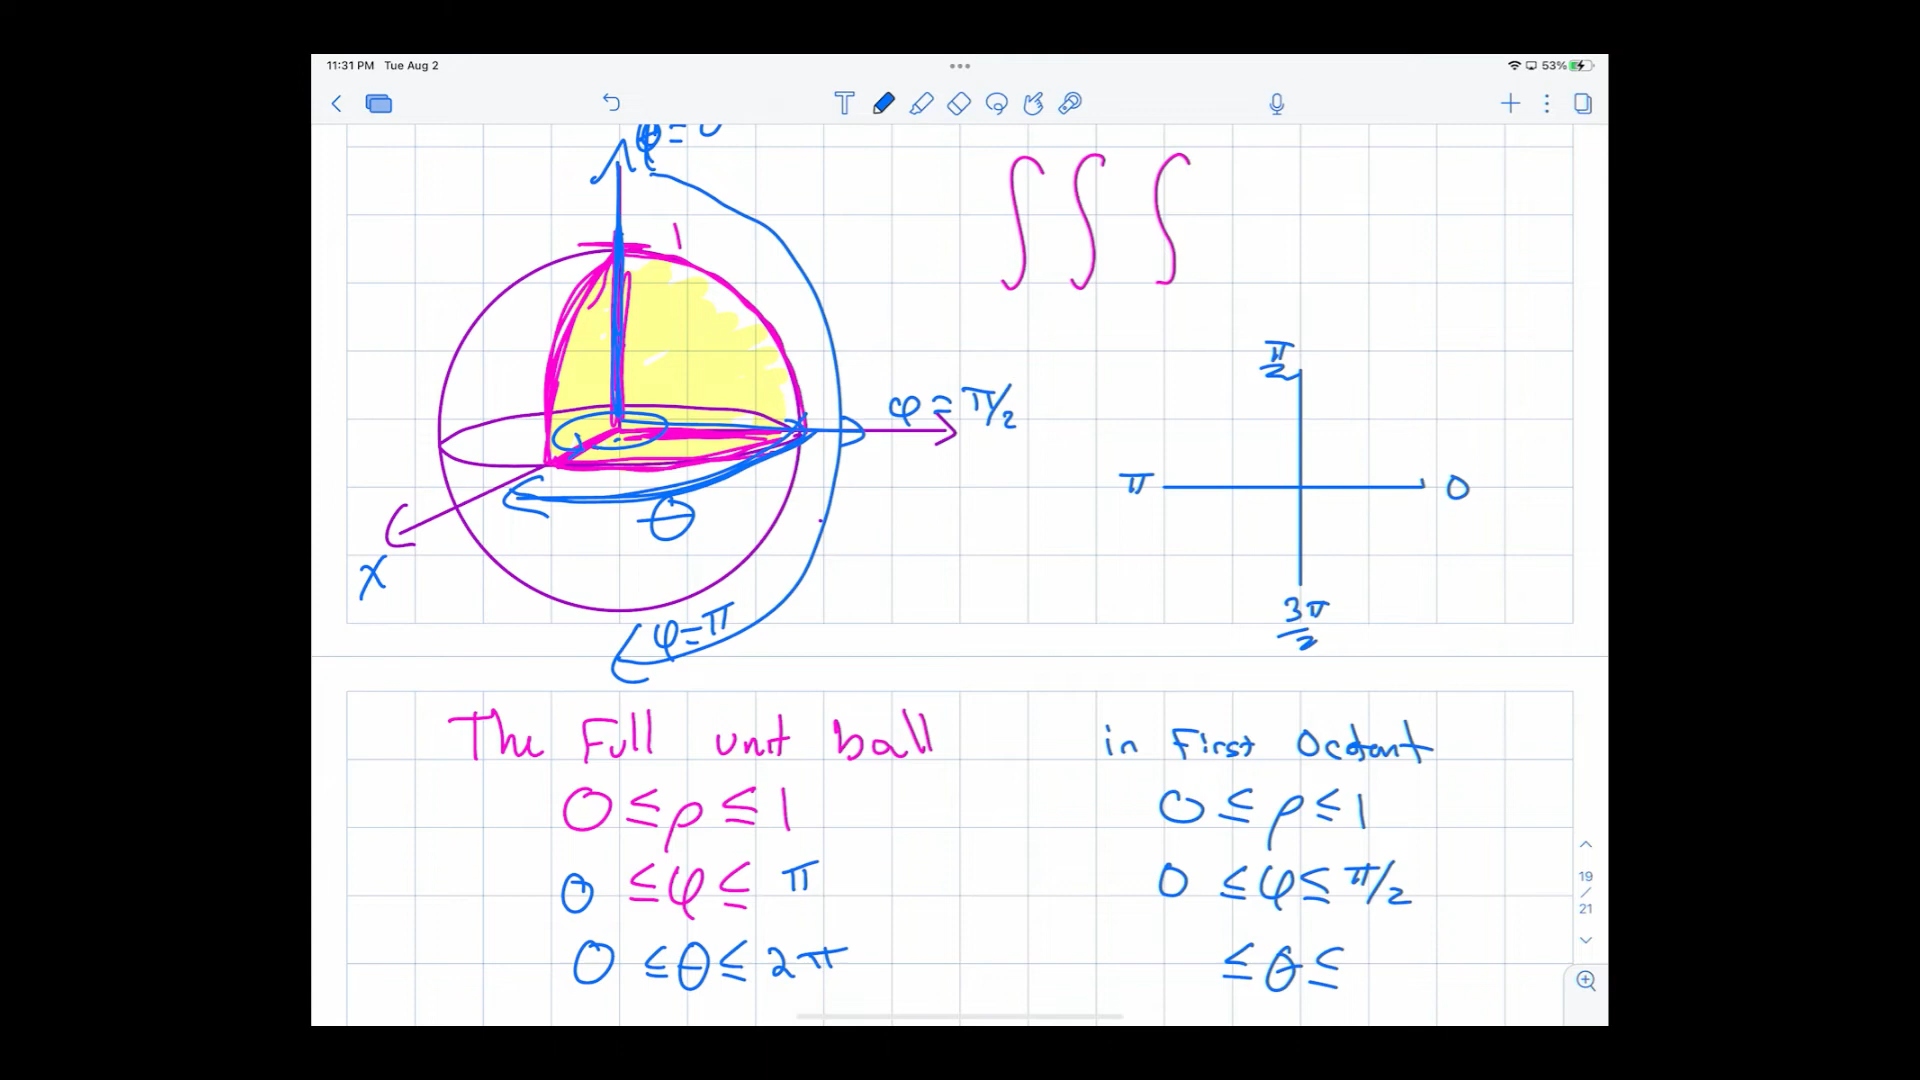 11:31 PM Tue Aug 2
53%
T
φ = 0
1
∫ ∫ ∫
π/2
φ = π/2
π
0
θ
X
3π/2
φ = π
The Full unit ball
in First Octant
0 ≤ ρ ≤ 1
0 ≤ ρ ≤ 1
0 ≤ φ ≤ π
0 ≤ φ ≤ π/2
0 ≤ θ ≤ 2π
≤ θ ≤
19
/
21